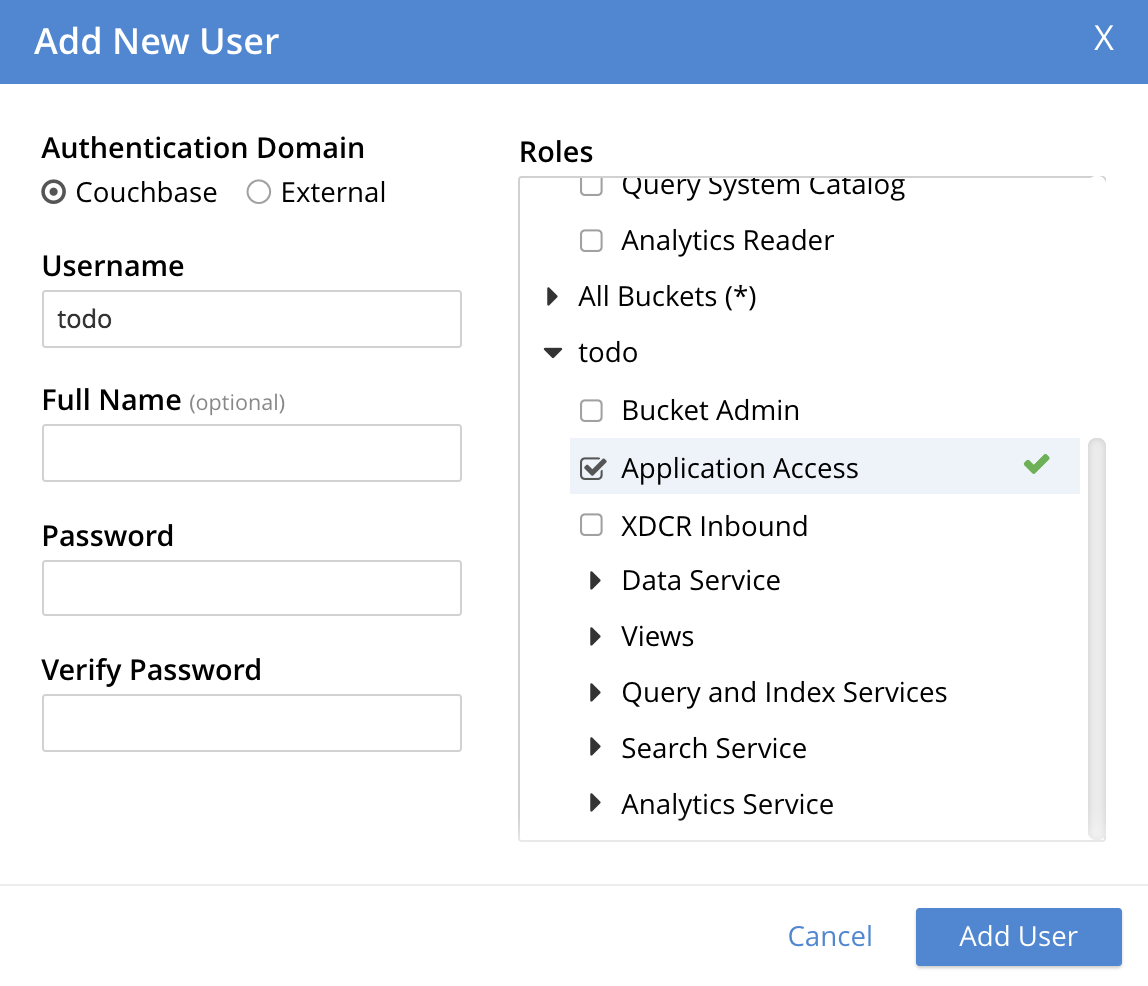 Add New User
X
Authentication Domain
Couchbase
External
Username
todo
Full Name (optional)
Password
Verify Password
Roles
Query System Catalog
Analytics Reader
All Buckets (*)
todo
Bucket Admin
Application Access
XDCR Inbound
Data Service
Views
Query and Index Services
Search Service
Analytics Service
Cancel
Add User